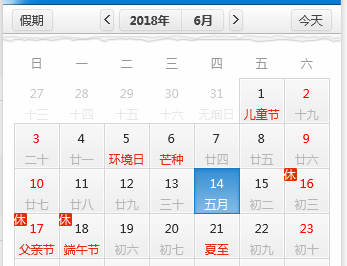 假期 < 2018年 6月 > 今天
日 一 二 三 四 五 六
27 28 29 30 31 1 2
十三 十四 十五 十六 无烟日 儿童节 十九
3 4 5 6 7 8 9
二十 廿一 环境日 芒种 廿四 廿五 廿六
休
10 11 12 13 14 15 16
廿七 廿八 廿九 三十 五月 初二 初三
休 休
17 18 19 20 21 22 23
父亲节 端午节 初六 初七 夏至 初九 初十